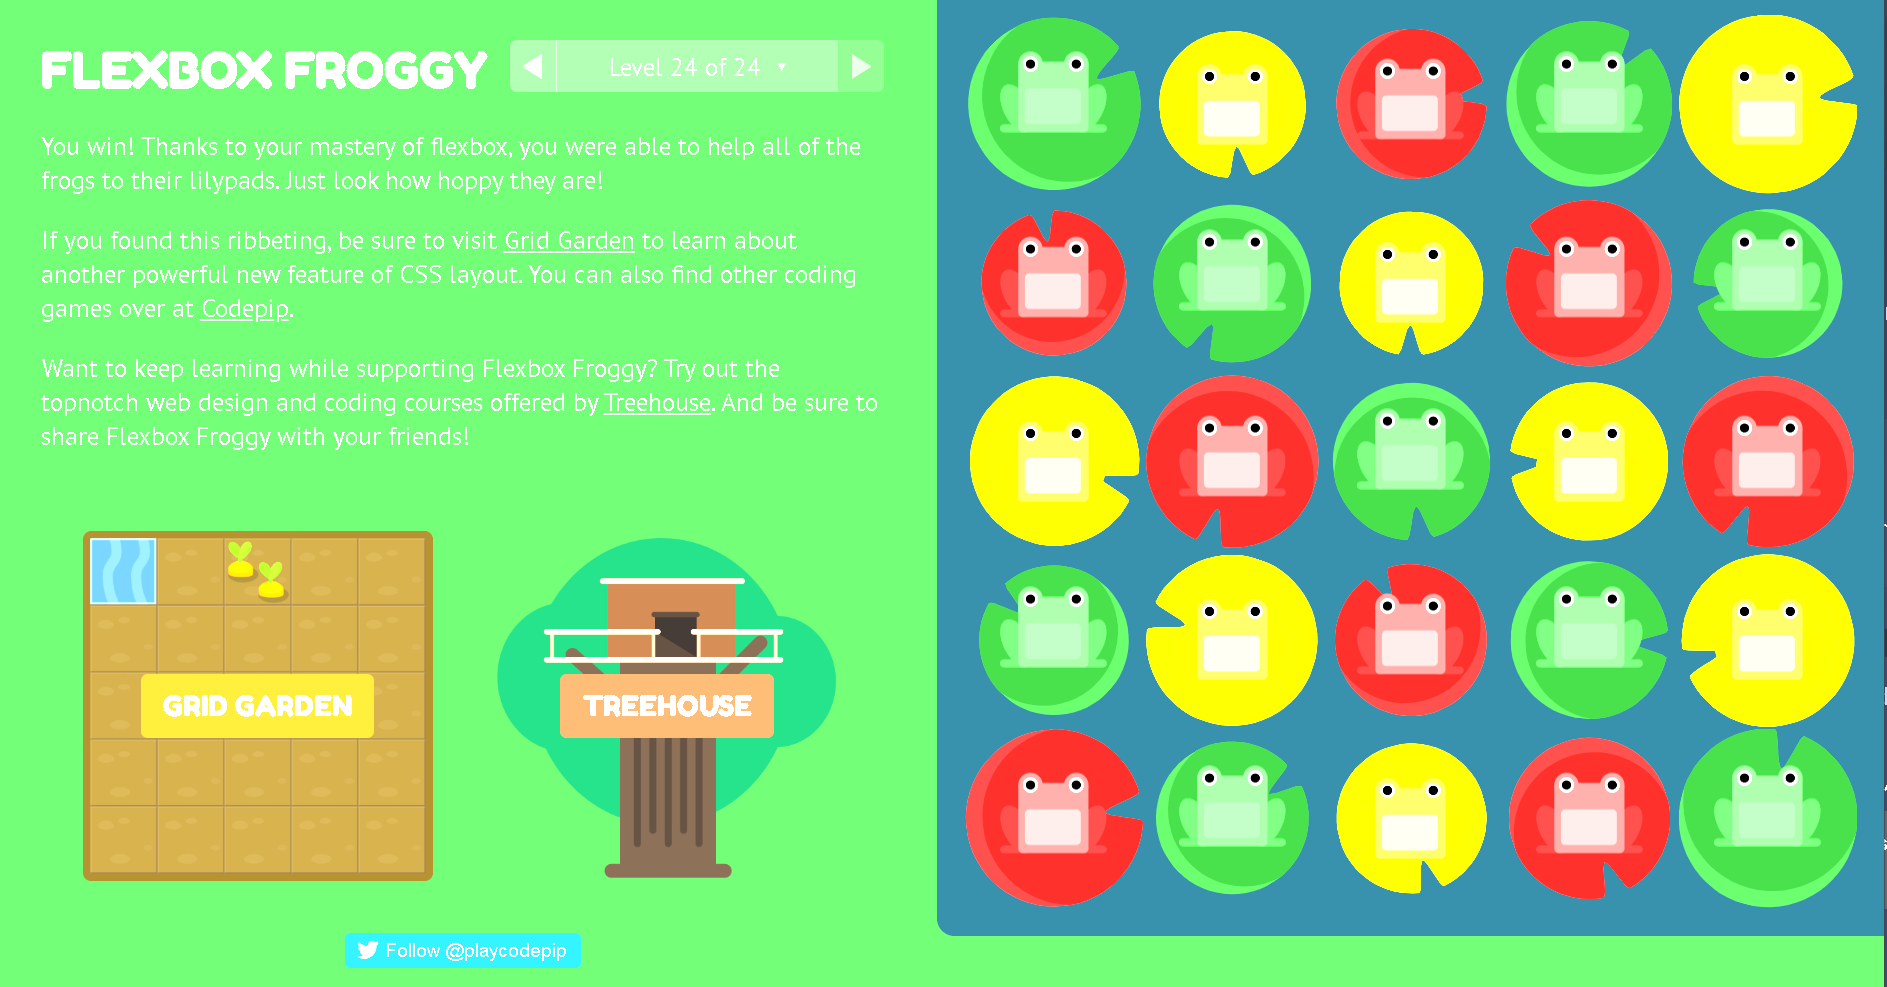 FLEXBOX FROGGY
Level 24 of 24 ▼
You win! Thanks to your mastery of flexbox, you were able to help all of the
frogs to their lilypads. Just look how hoppy they are!
If you found this ribbeting, be sure to visit Grid Garden to learn about
another powerful new feature of CSS layout. You can also find other coding
games over at Codepip.
Want to keep learning while supporting Flexbox Froggy? Try out the
topnotch web design and coding courses offered by Treehouse. And be sure to
share Flexbox Froggy with your friends!
GRID GARDEN
TREEHOUSE
Follow @playcodepip